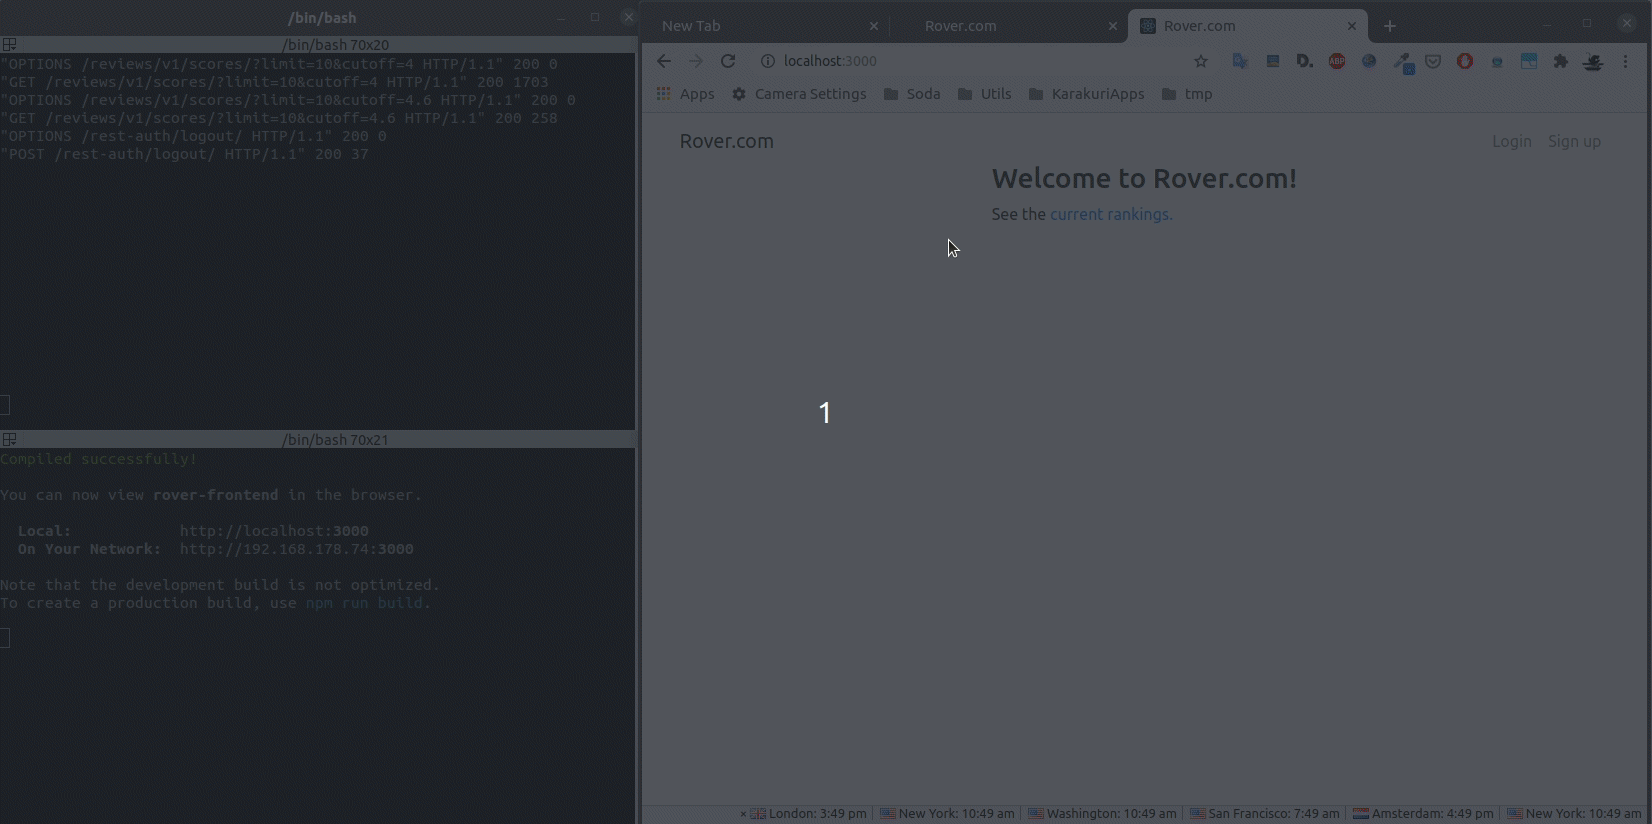 /bin/bash
/bin/bash 70x20
"OPTIONS /reviews/v1/scores/?limit=10&cutoff=4 HTTP/1.1" 200 0
"GET /reviews/v1/scores/?limit=10&cutoff=4 HTTP/1.1" 200 1703
"OPTIONS /reviews/v1/scores/?limit=10&cutoff=4.6 HTTP/1.1" 200 0
"GET /reviews/v1/scores/?limit=10&cutoff=4.6 HTTP/1.1" 200 258
"OPTIONS /rest-auth/logout/ HTTP/1.1" 200 0
"POST /rest-auth/logout/ HTTP/1.1" 200 37
/bin/bash 70x21
Compiled successfully!
You can now view rover-frontend in the browser.
Local: http://localhost:3000
On Your Network: http://192.168.178.74:3000
Note that the development build is not optimized.
To create a production build, use npm run build.
New Tab Rover.com Rover.com
localhost:3000 D. ABP
Apps Camera Settings Soda Utils KarakuriApps tmp
Rover.com Login Sign up
Welcome to Rover.com!
See the current rankings.
1
London: 3:49 pm New York: 10:49 am Washington: 10:49 am San Francisco: 7:49 am Amsterdam: 4:49 pm New York: 10:49 am